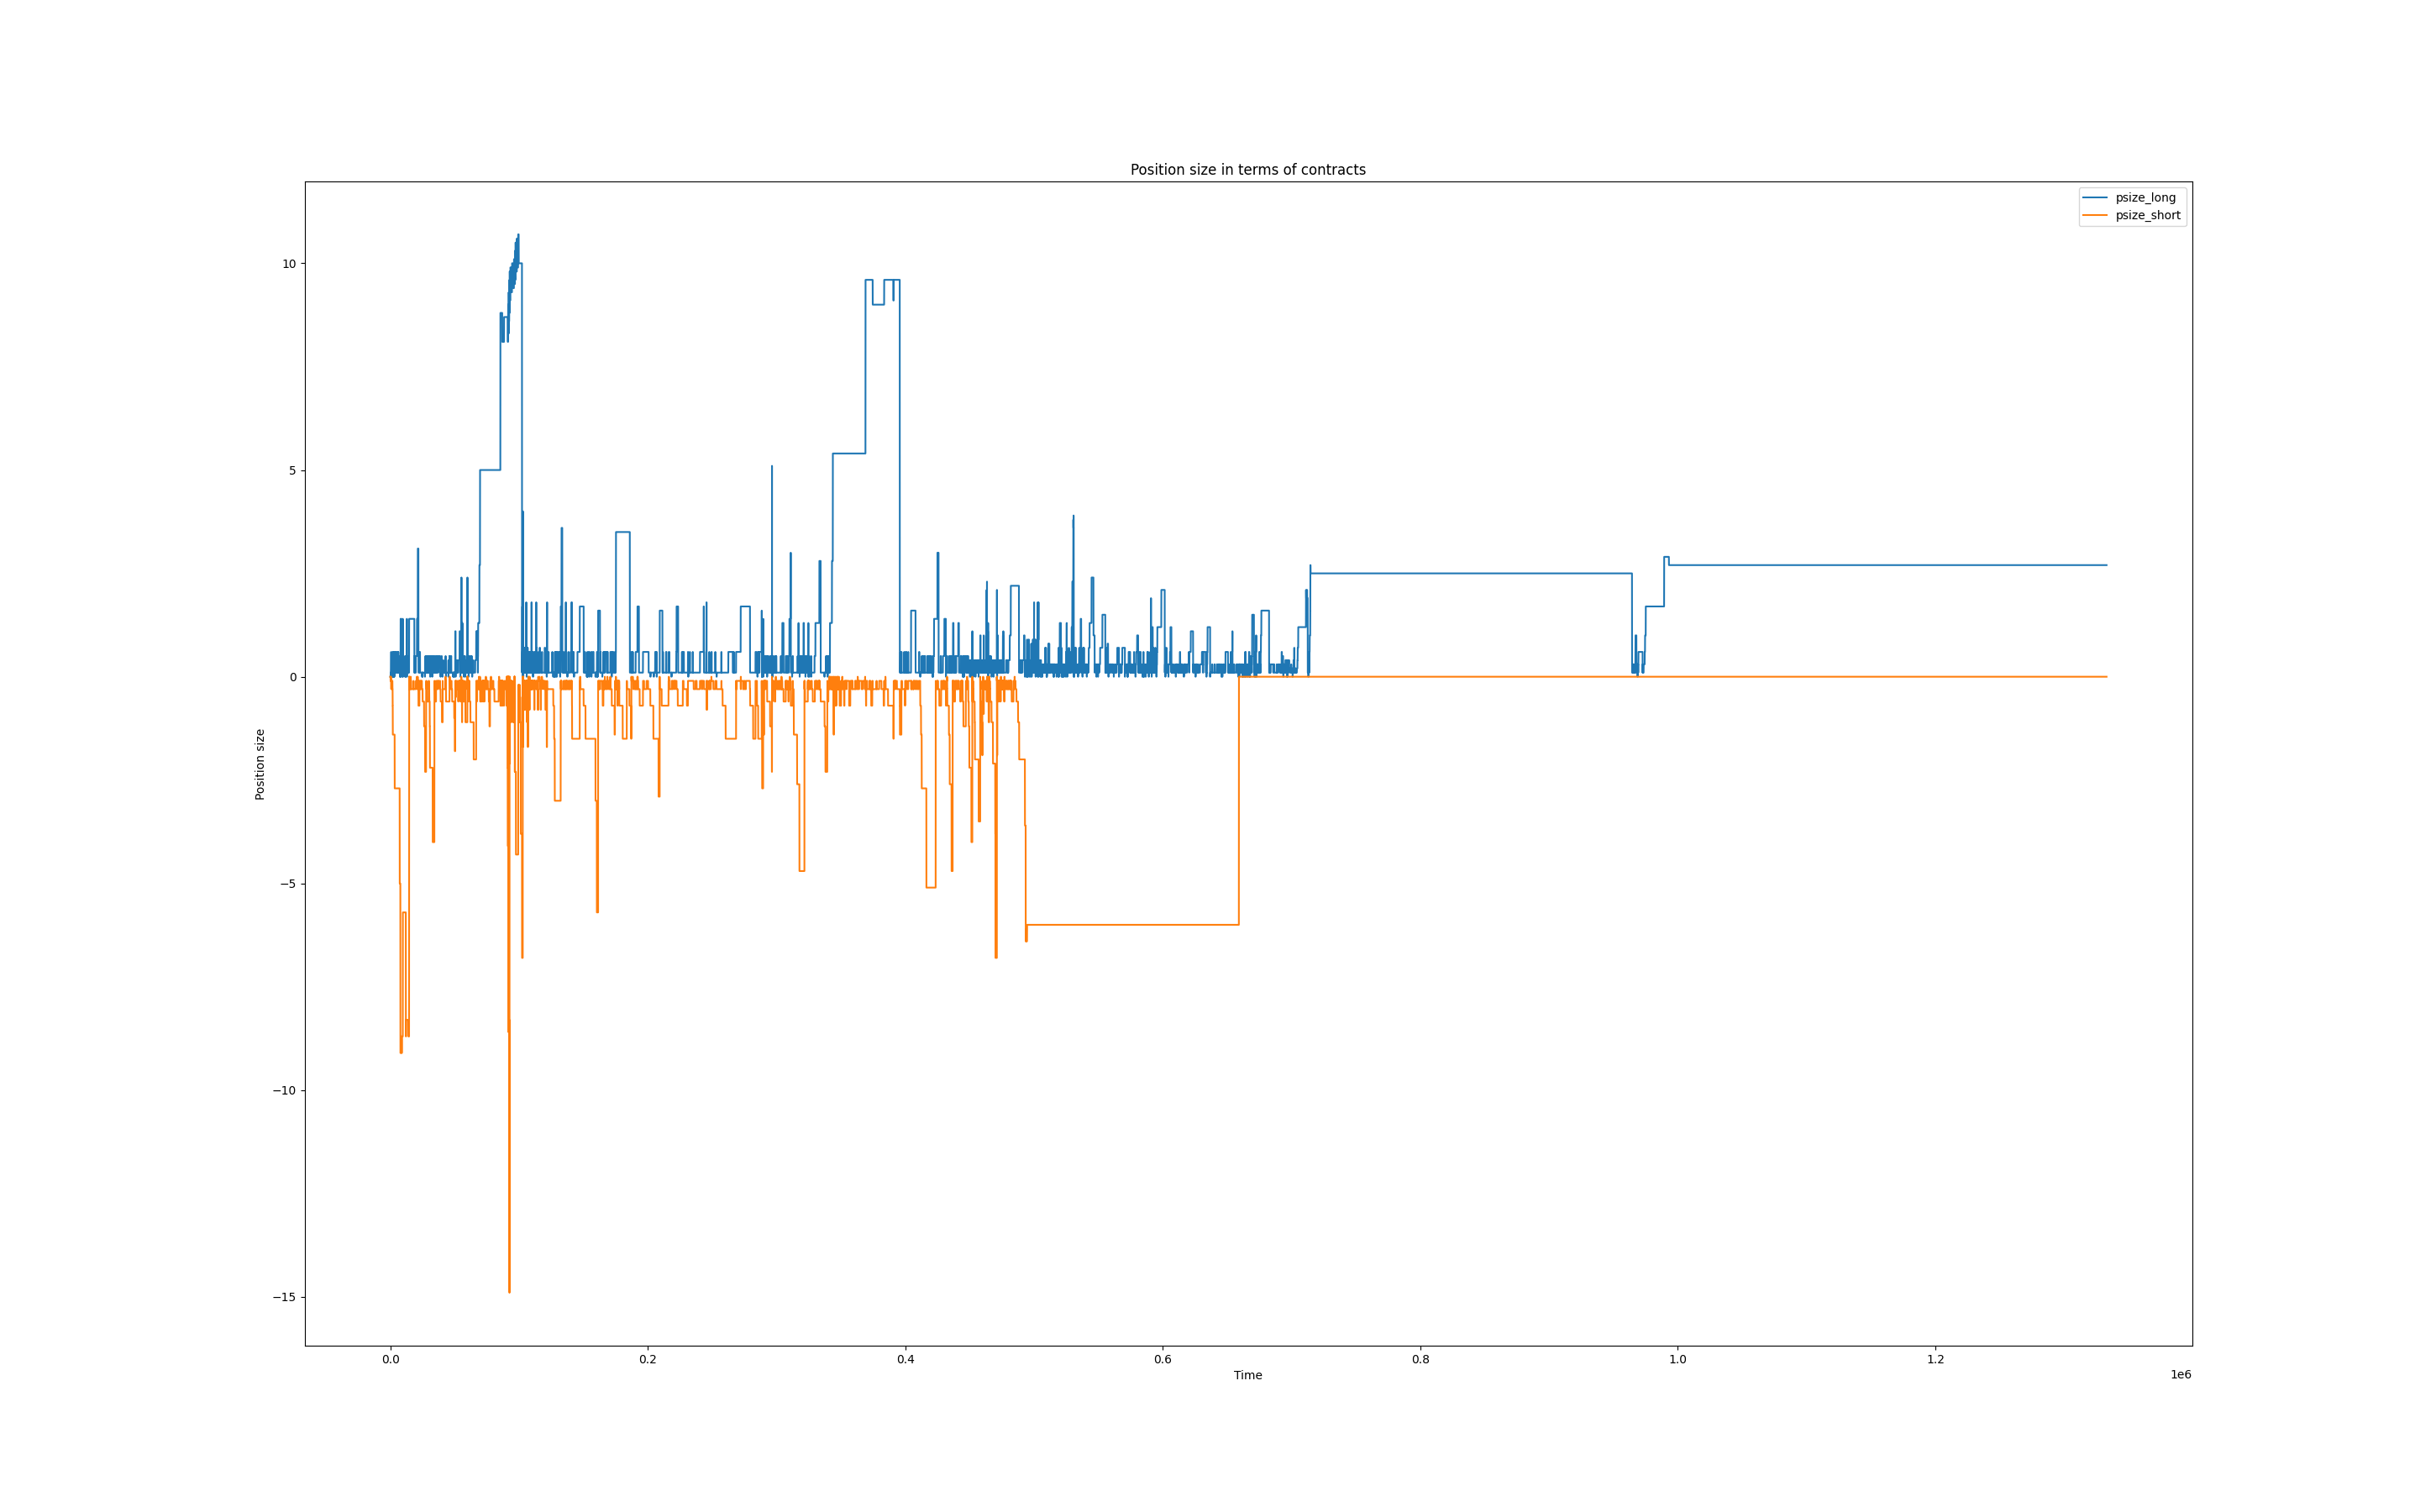 Position size in terms of contracts
psize_long
psize_short
10
5
0
−5
−10
−15
Position size
0.0 0.2 0.4 0.6 0.8 1.0 1.2
1e6
Time